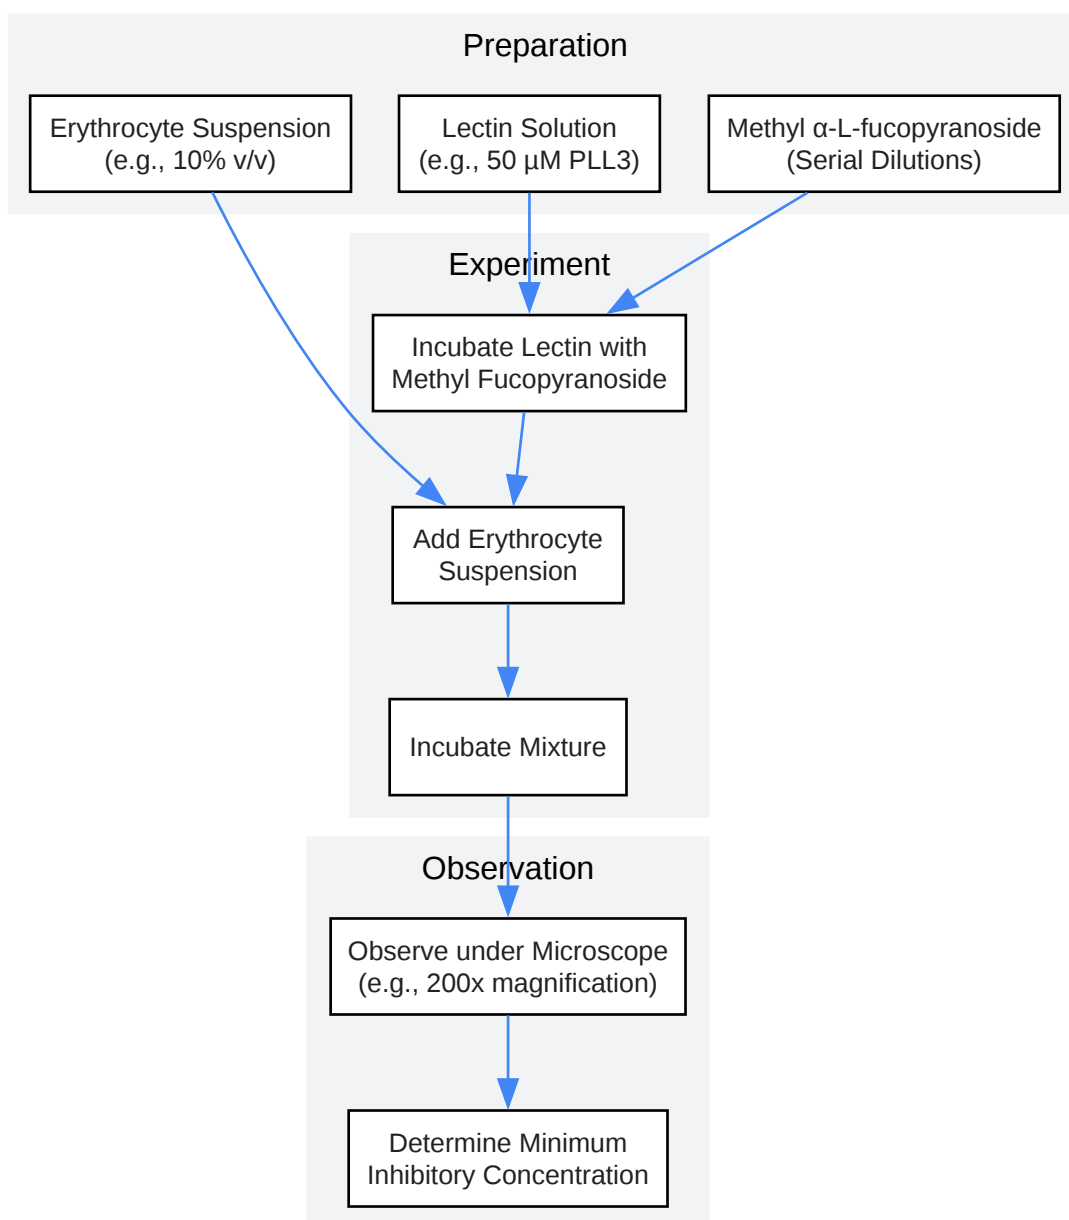 Preparation
Erythrocyte Suspension
(e.g., 10% v/v)
Lectin Solution
(e.g., 50 µM PLL3)
Methyl α-L-fucopyranoside
(Serial Dilutions)
Experiment
Incubate Lectin with
Methyl Fucopyranoside
Add Erythrocyte
Suspension
Incubate Mixture
Observation
Observe under Microscope
(e.g., 200x magnification)
Determine Minimum
Inhibitory Concentration